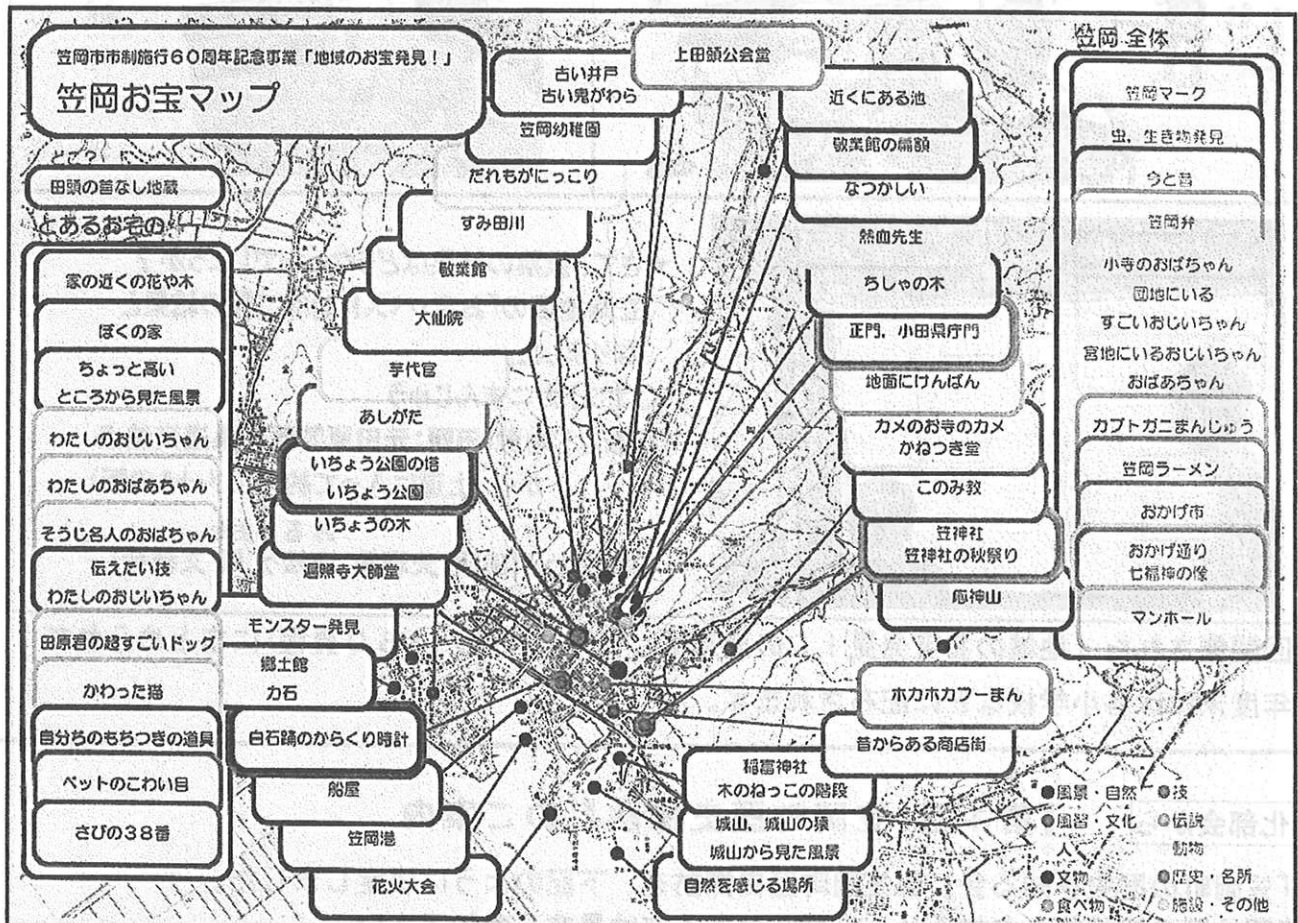 笠岡市市制施行60周年記念事業「地域のお宝発見！」
笠岡お宝マップ
どこ？
田頭の首なし地蔵
とあるお宅の
家の近くの花や木
ぼくの家
ちょっと高い
ところから見た風景
わたしのおじいちゃん
わたしのおばあちゃん
そうじ名人のおばちゃん
伝えたい技
わたしのおじいちゃん
田原君の超すごいドッグ
かわった猫
自分ちのもちつきの道具
ペットのこわい目
さびの38番
上田頭公会堂
古い井戸
古い鬼がわら
笠岡幼稚園
だれもがにっこり
すみ田川
敬業館
大仙院
芋代官
あしがた
いちょう公園の塔
いちょう公園
いちょうの木
遍照寺大師堂
モンスター発見
郷土館
力石
白石踊のからくり時計
船屋
笠岡港
花火大会
近くにある池
敬業館の扁額
なつかしい
熱血先生
ちしゃの木
正門、小田県庁門
地面にけんばん
カメのお寺のカメ
かねつき堂
このみ教
笠神社
笠神社の秋祭り
応神山
ホカホカフーまん
昔からある商店街
稲富神社
木のねっこの階段
城山、城山の猿
城山から見た風景
自然を感じる場所
笠岡 全体
笠岡マーク
虫、生き物発見
今と昔
笠岡弁
小寺のおばちゃん
団地にいる
すごいおじいちゃん
宮地にいるおじいちゃん
おばあちゃん
カブトガニまんじゅう
笠岡ラーメン
おかげ市
おかげ通り
七福神の像
マンホール
●風景・自然 ●技
●風習・文化 ●伝説
人 動物
●文物 ●歴史・名所
●食べ物 ●施設・その他